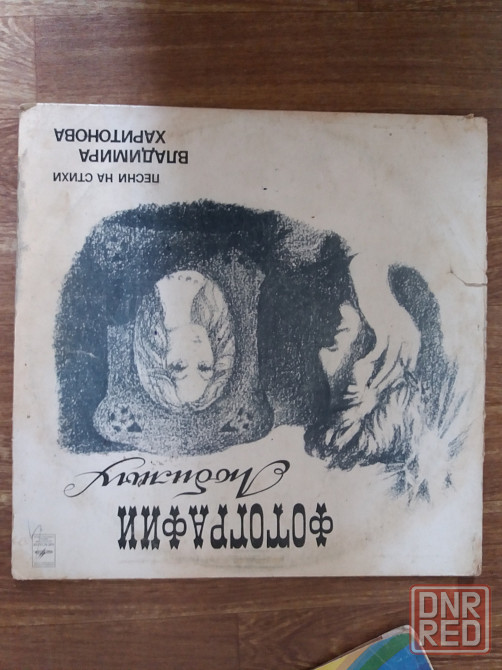 ФОТОГРАФИИ
Любимых
ПЕСНИ НА СТИХИ
ВЛАДИМИРА
ХАРИТОНОВА
DNR
RED